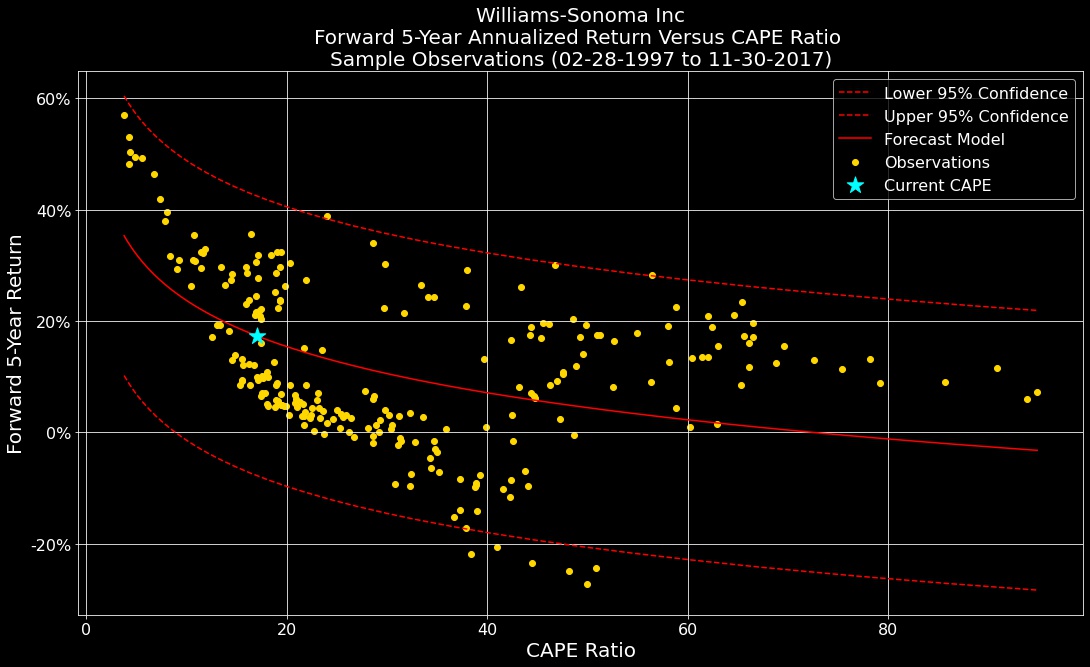 Williams-Sonoma Inc
Forward 5-Year Annualized Return Versus CAPE Ratio
Sample Observations (02-28-1997 to 11-30-2017)
Lower 95% Confidence
Upper 95% Confidence
Forecast Model
Observations
Current CAPE
Forward 5-Year Return
60%
40%
20%
0%
-20%
0 20 40 60 80
CAPE Ratio